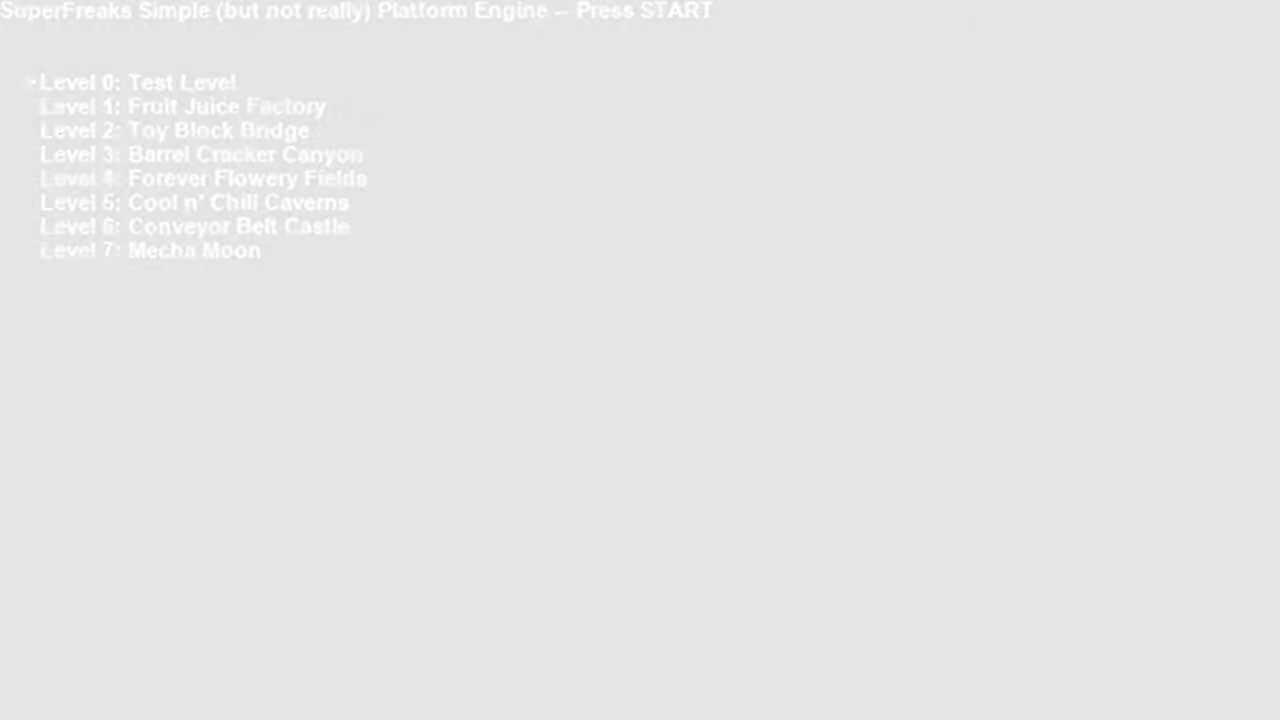 SuperFreaks Simple (but not really) Platform Engine -- Press START
>Level 0: Test Level
Level 1: Fruit Juice Factory
Level 2: Toy Block Bridge
Level 3: Barrel Cracker Canyon
Level 4: Forever Flowery Fields
Level 5: Cool n' Chill Caverns
Level 6: Conveyor Belt Castle
Level 7: Mecha Moon